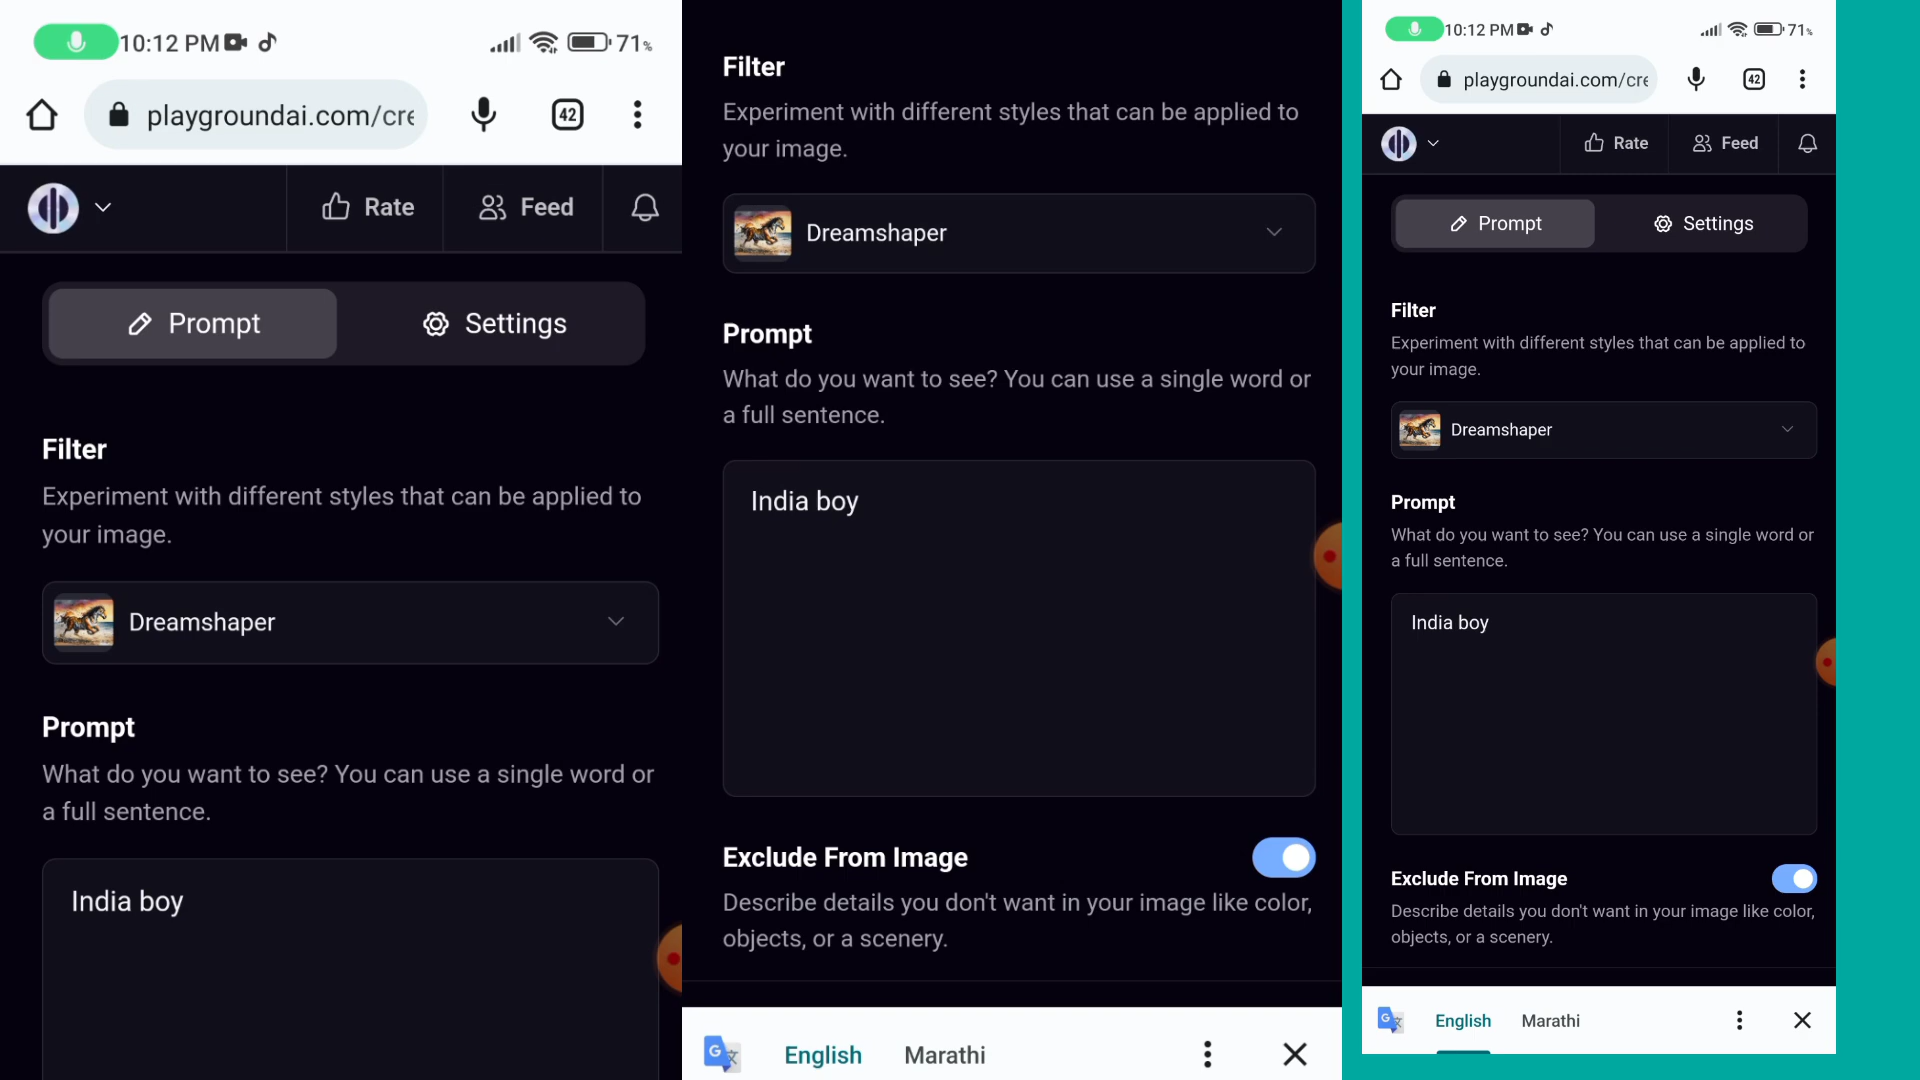 10:12 PM
71%
playgroundai.com/cre
42
Rate
Feed
Prompt
Settings
Filter
Experiment with different styles that can be applied to
your image.
Dreamshaper
Prompt
What do you want to see? You can use a single word or
a full sentence.
India boy
Filter
Experiment with different styles that can be applied to
your image.
Dreamshaper
Prompt
What do you want to see? You can use a single word or
a full sentence.
India boy
Exclude From Image
Describe details you don't want in your image like color,
objects, or a scenery.
English
Marathi
10:12 PM
71%
playgroundai.com/cre
42
Rate
Feed
Prompt
Settings
Filter
Experiment with different styles that can be applied to
your image.
Dreamshaper
Prompt
What do you want to see? You can use a single word or
a full sentence.
India boy
Exclude From Image
Describe details you don't want in your image like color,
objects, or a scenery.
English
Marathi